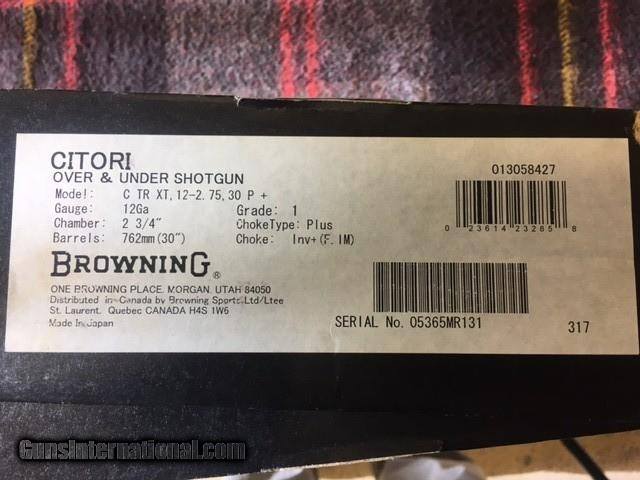 CITORI
OVER & UNDER SHOTGUN
Model: C TR XT, 12-2.75, 30 P +
Gauge: 12Ga Grade: 1
Chamber: 2 3/4" ChokeType: Plus
Barrels: 762mm(30") Choke: Inv+(F. IM)
BROWNING®
ONE BROWNING PLACE. MORGAN. UTAH 84050
Distributed in Canada by Browning Sports Ltd/Ltee
St. Laurent. Quebec CANADA H4S 1W6
Made In Japan
013058427
0 23614 23285 8
SERIAL No. 05365MR131
317
GunsInternational.com